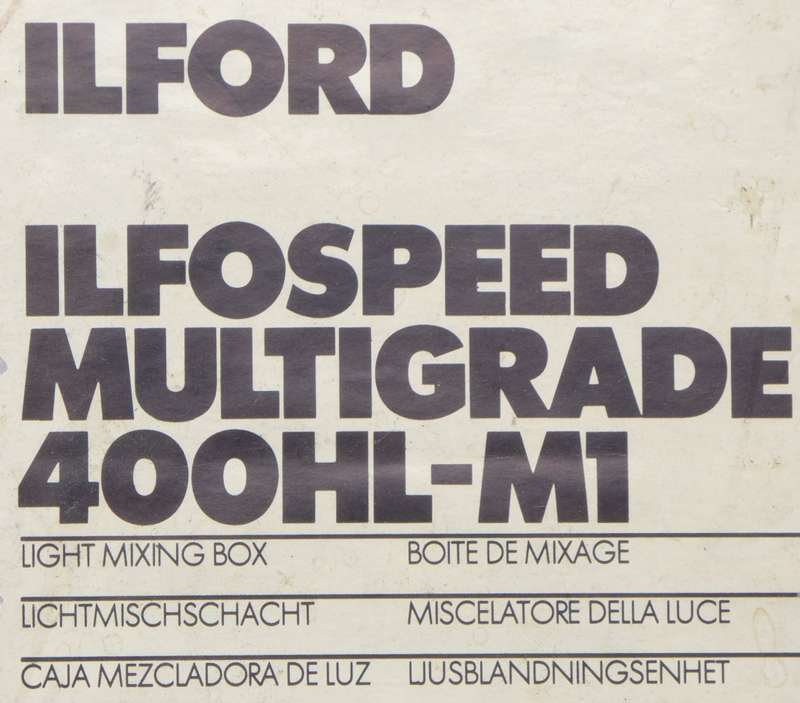 ILFORD
ILFOSPEED
MULTIGRADE
400HL-M1
LIGHT MIXING BOX BOITE DE MIXAGE
LICHTMISCHSCHACHT MISCELATORE DELLA LUCE
CAJA MEZCLADORA DE LUZ LJUSBLANDNINGSENHET